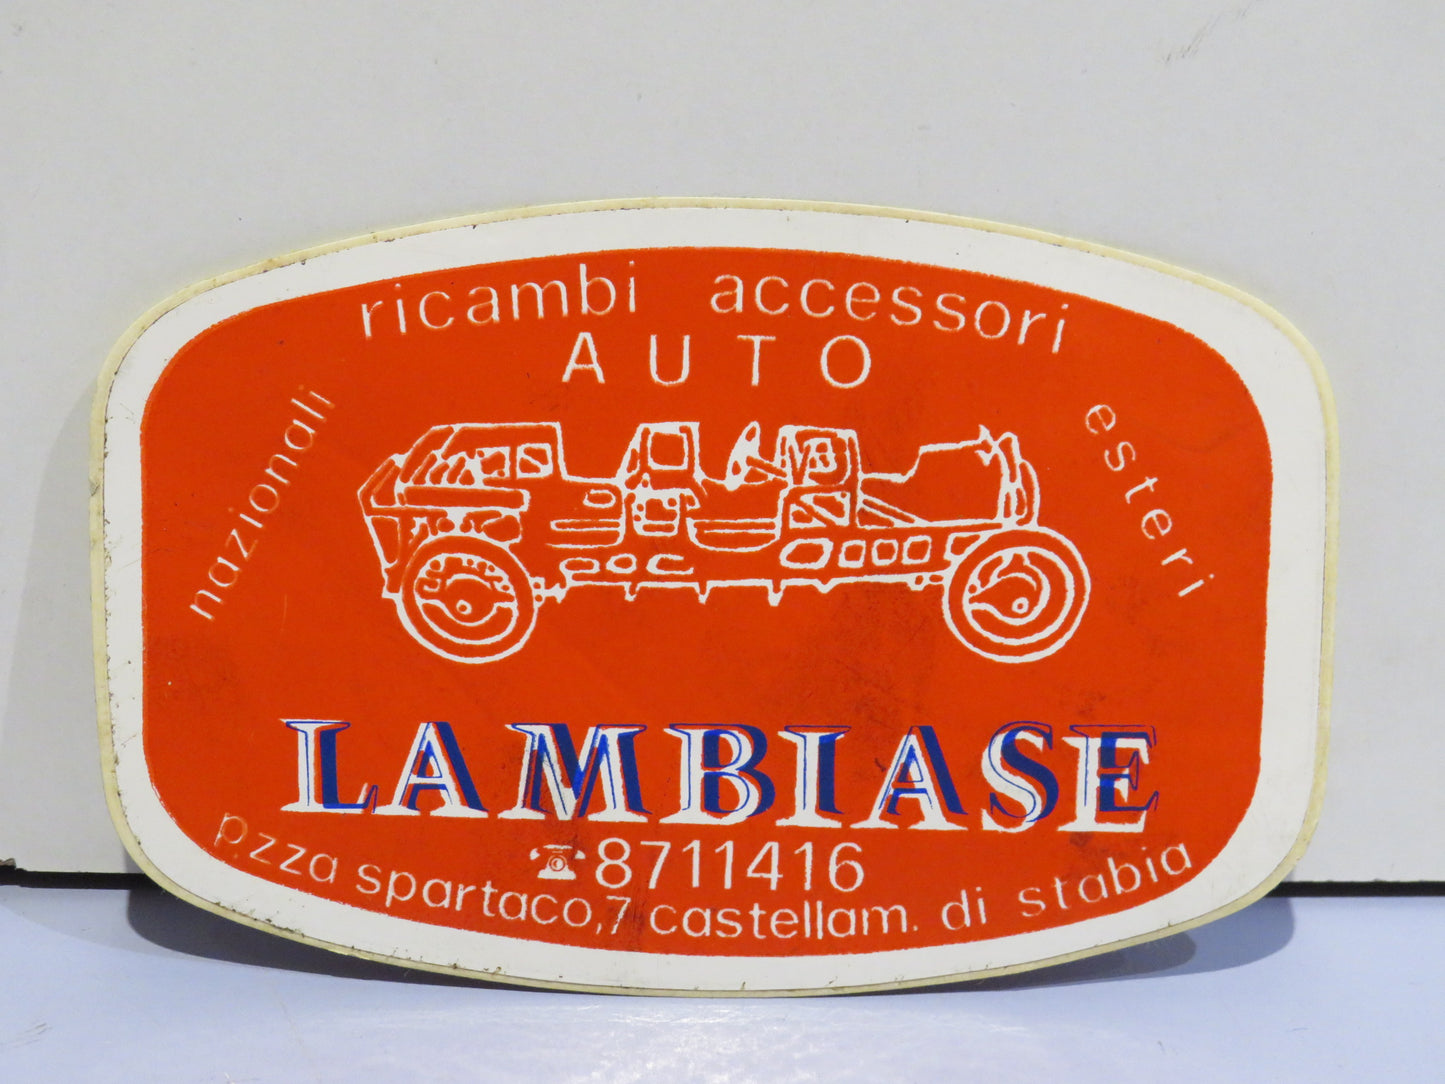 ricambi accessori
AUTO
nazionali
esteri
LAMBIASE
☎8711416
p.zza spartaco,7 castellam. di stabia